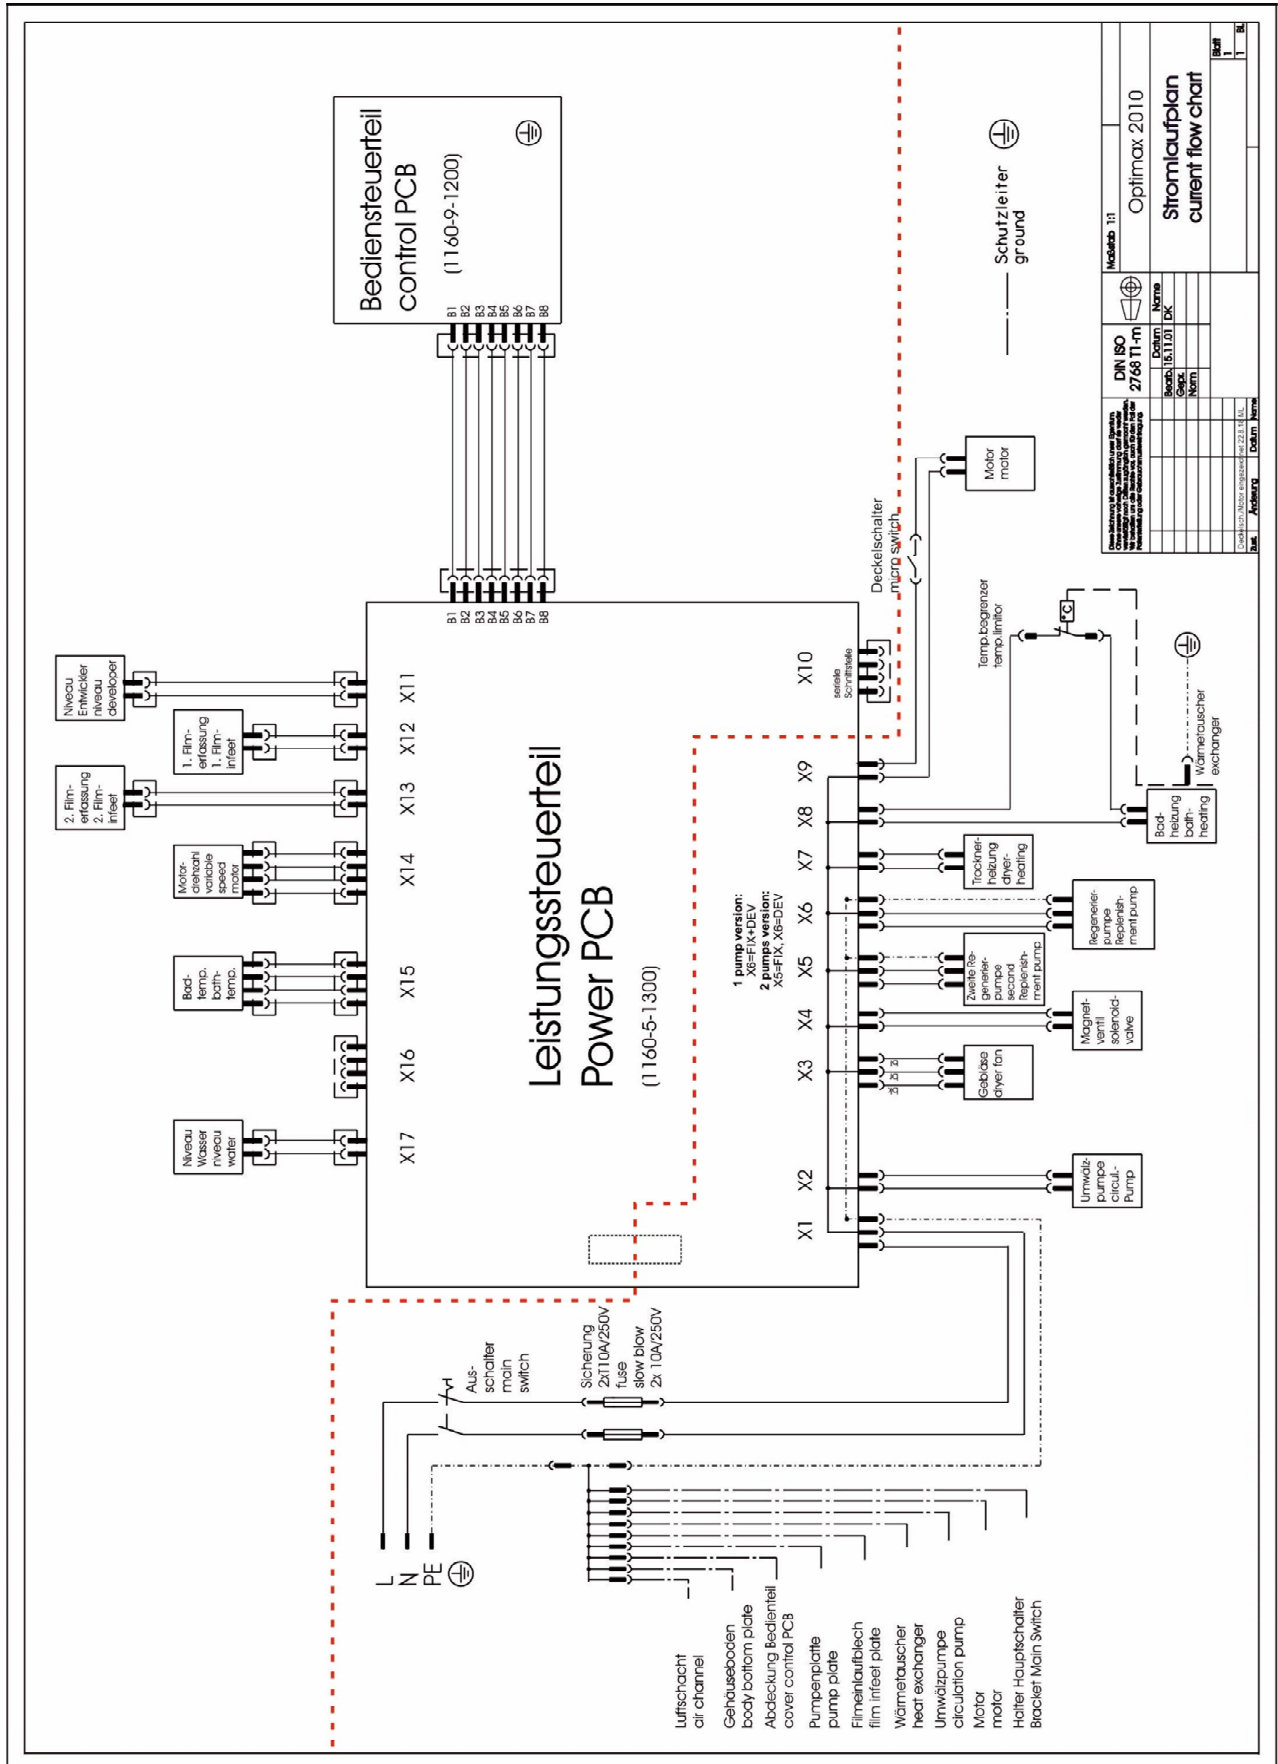 Niveau
Entwickler
niveau
developer
1. Film-
erfassung
1. Film-
infeet
2. Film-
erfassung
2. Film-
infeet
Motor-
drehzahl
variable
speed
motor
Bad-
temp.
bath-
temp.
Niveau
Wasser
niveau
water
X11
X12
X13
X14
X15
X16
X17
Bediensteuerteil
control PCB
(1160-9-1200)
B1
B2
B3
B4
B5
B6
B7
B8
B1
B2
B3
B4
B5
B6
B7
B8
Leistungssteuerteil
Power PCB
(1160-5-1300)
1 pump version:
X6=FIX+DEV
2 pumps version:
X5=FIX, X6=DEV
X1
X2
X3
X4
X5
X6
X7
X8
X9
X10
serielle
Schnittstelle
Deckelschalter
micro switch
Motor
motor
Schutzleiter
ground
Temp.begrenzer
temp.limitor
°C
Wärmetauscher
exchanger
Bad-
heizung
bath-
heating
Trockner-
heizung
dryer-
heating
Regenerier-
pumpe
Replenish-
ment pump
Zweite Re-
generier-
pumpe
second
Replenish-
ment pump
Magnet-
ventil
solenoid-
valve
Gebläse
dryer fan
Umwälz-
pumpe
circul.-
Pump
L
N
PE
Aus-
schalter
main
switch
Sicherung
2xT10A/250V
fuse
slow blow
2x 10A/250V
Luftschacht
air channel
Gehäuseboden
body bottom plate
Abdeckung Bedienteil
cover control PCB
Pumpenplatte
pump plate
Filmeinlaufblech
film infeet plate
Wärmetauscher
heat exchanger
Umwälzpumpe
circulation pump
Motor
motor
Halter Hauptschalter
Bracket Main Switch
DIN ISO
2768 T1-m
Maßstab 1:1
Optimax 2010
Datum Name
Bearb. 15.11.01 DK
Gepr.
Norm
Stromlaufplan
current flow chart
Blatt
1
1 Bl.
Zust. Änderung Datum Name